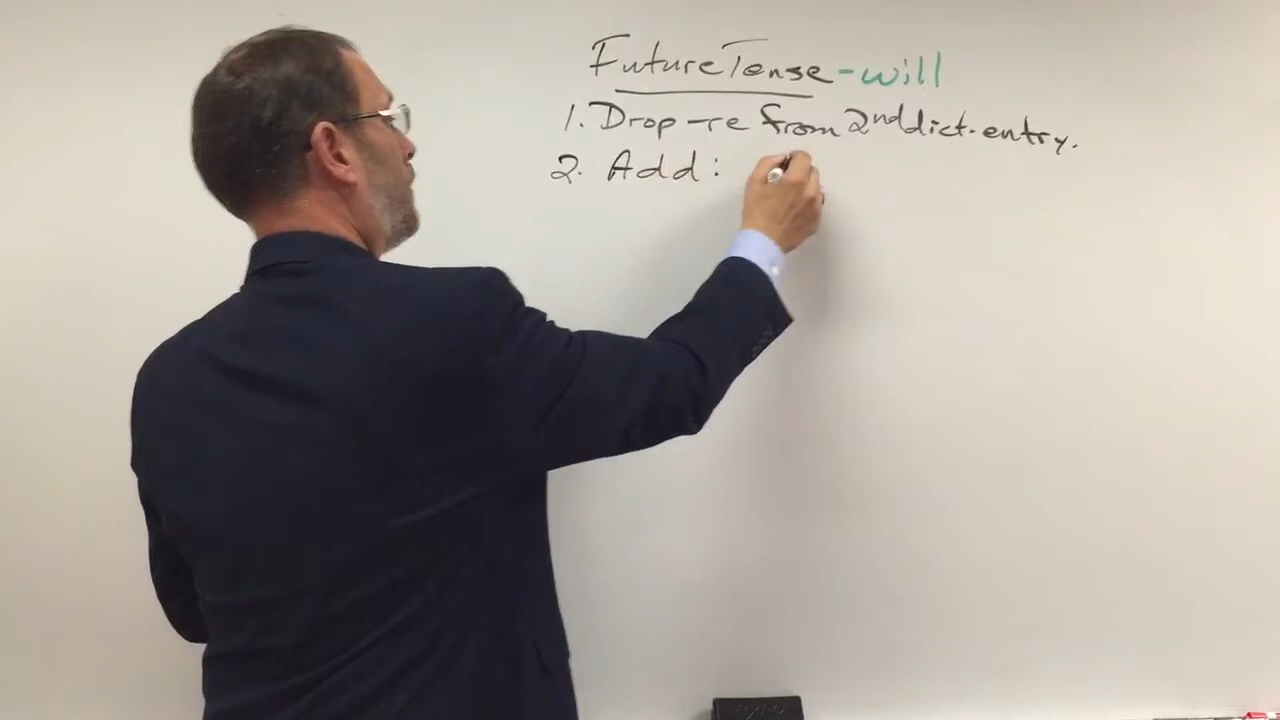 Future Tense - will
1. Drop -re from 2nd dict. entry.
2. Add: